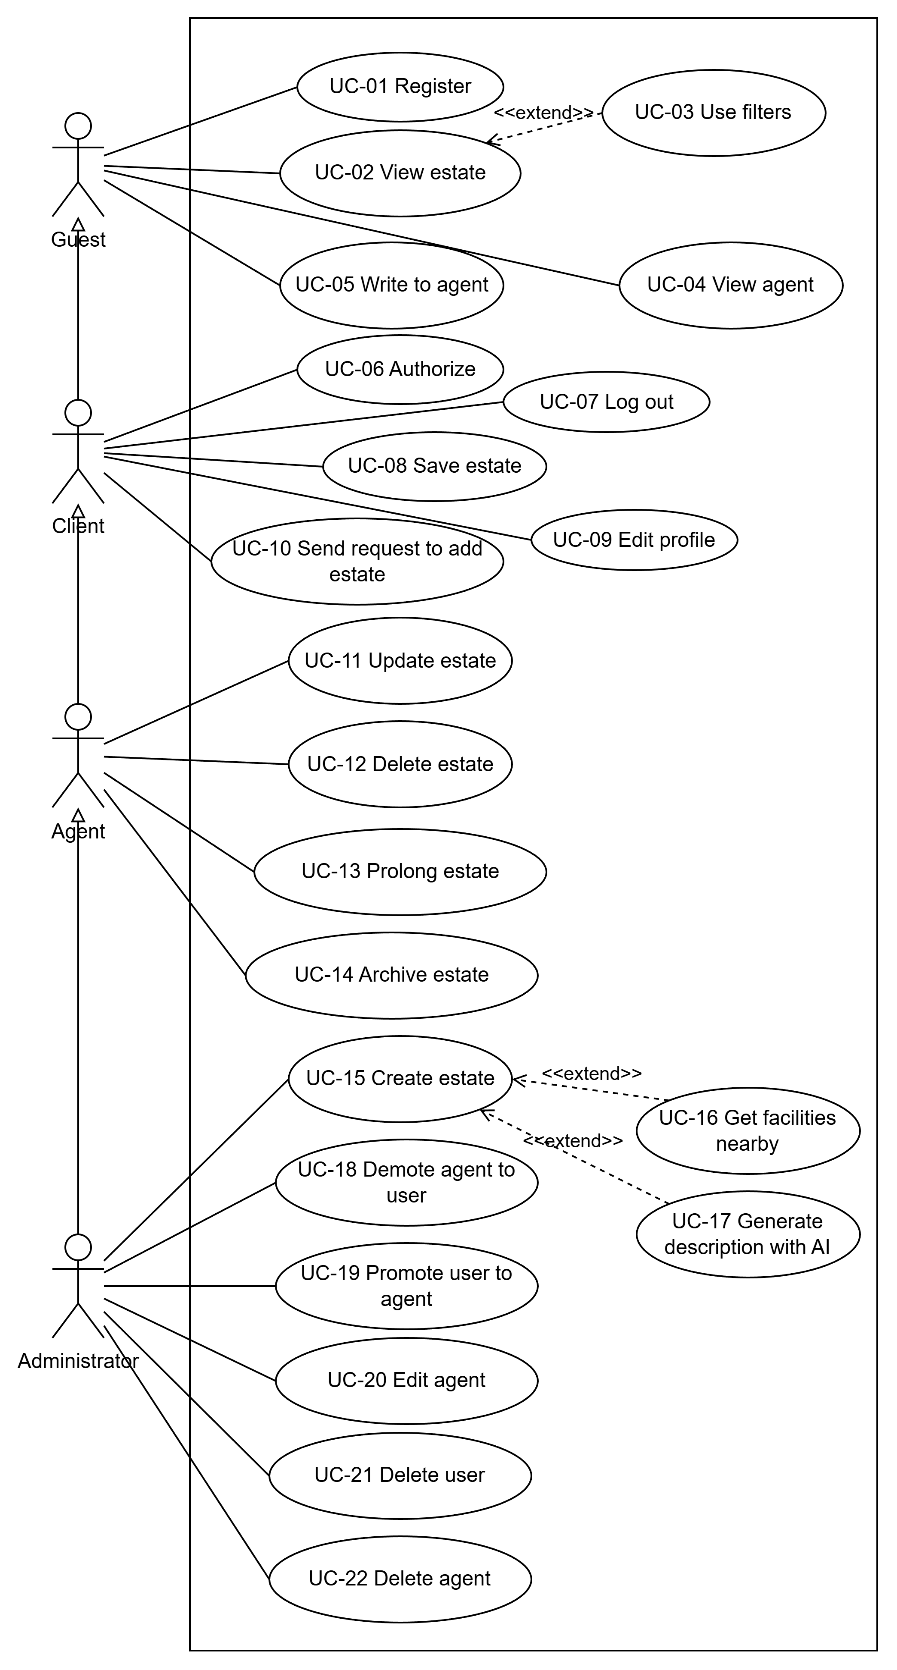 UC-01 Register
<<extend>>
UC-03 Use filters
UC-02 View estate
Guest
UC-05 Write to agent
UC-04 View agent
UC-06 Authorize
UC-07 Log out
UC-08 Save estate
Client
UC-09 Edit profile
UC-10 Send request to add
estate
UC-11 Update estate
UC-12 Delete estate
Agent
UC-13 Prolong estate
UC-14 Archive estate
UC-15 Create estate
<<extend>>
UC-16 Get facilities
nearby
<<extend>>
UC-18 Demote agent to
user
UC-17 Generate
description with AI
UC-19 Promote user to
agent
Administrator
UC-20 Edit agent
UC-21 Delete user
UC-22 Delete agent